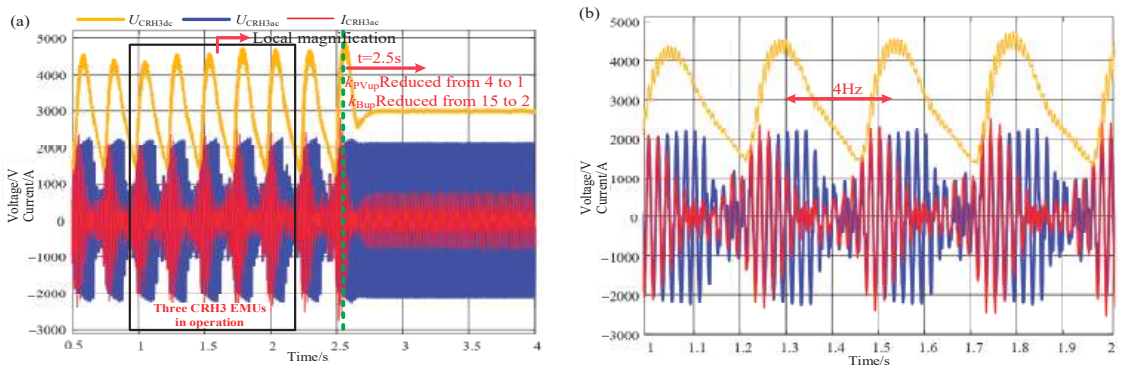 (a)
U_CRH3dc U_CRH3ac I_CRH3ac
Local magnification
t=2.5s
k_PVup Reduced from 4 to 1
k_Bup Reduced from 15 to 2
Three CRH3 EMUs
in operation
5000
4000
3000
2000
1000
0
−1000
−2000
−3000
Voltage/V
Current/A
0.5 1 1.5 2 2.5 3 3.5 4
Time/s
(b)
4Hz
5000
4000
3000
2000
1000
0
−1000
−2000
−3000
Voltage/V
Current/A
1 1.1 1.2 1.3 1.4 1.5 1.6 1.7 1.8 1.9 2
Time/s